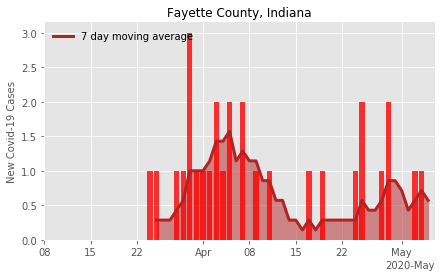 Fayette County, Indiana
7 day moving average
New Covid-19 Cases
3.0
2.5
2.0
1.5
1.0
0.5
0.0
08 15 22 Apr 08 15 22 May
2020-May